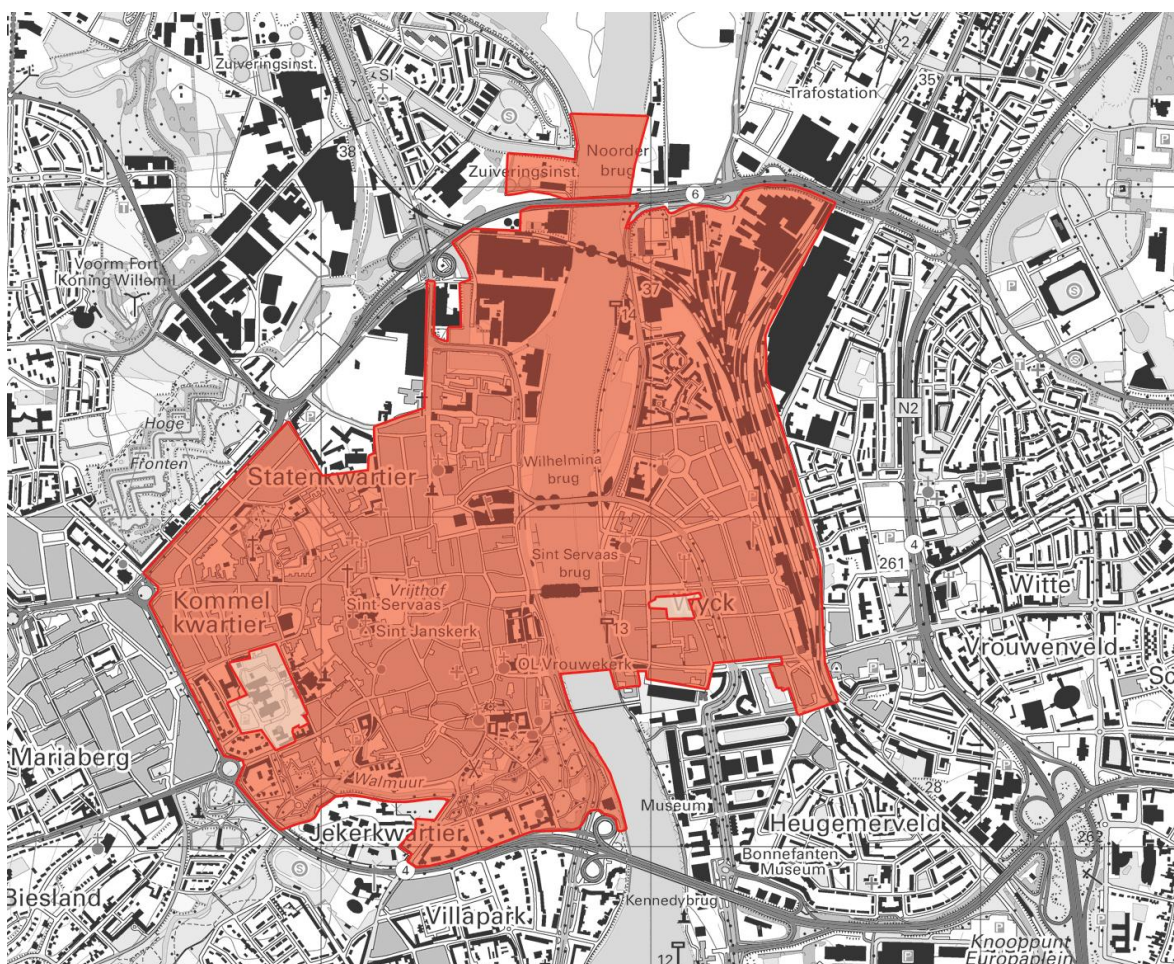 Zuiveringsinst.
SI
S
35
2
Trafostation
38
Zuiveringsinst.
Noorder
brug
6
Voorm Fort
Koning Willem I
37
14
P
S
S
N2
Hoge
Fronten
P
Statenkwartier
Wilhelmina
brug
4
Sint Servaas
brug
261
Witte
Kommel
kwartier
Vrijthof
Sint Servaas
Wyck
Sint Janskerk
13
Vrouwenveld
OL Vrouwekerk
P
Mariaberg
Walmuur
28
Museum
Jekerkwartier
Heugemerveld
262
4
S
Bonnefanten
Museum
Biesland
Villapark
Kennedybrug
P
Knooppunt
Europaplein
12